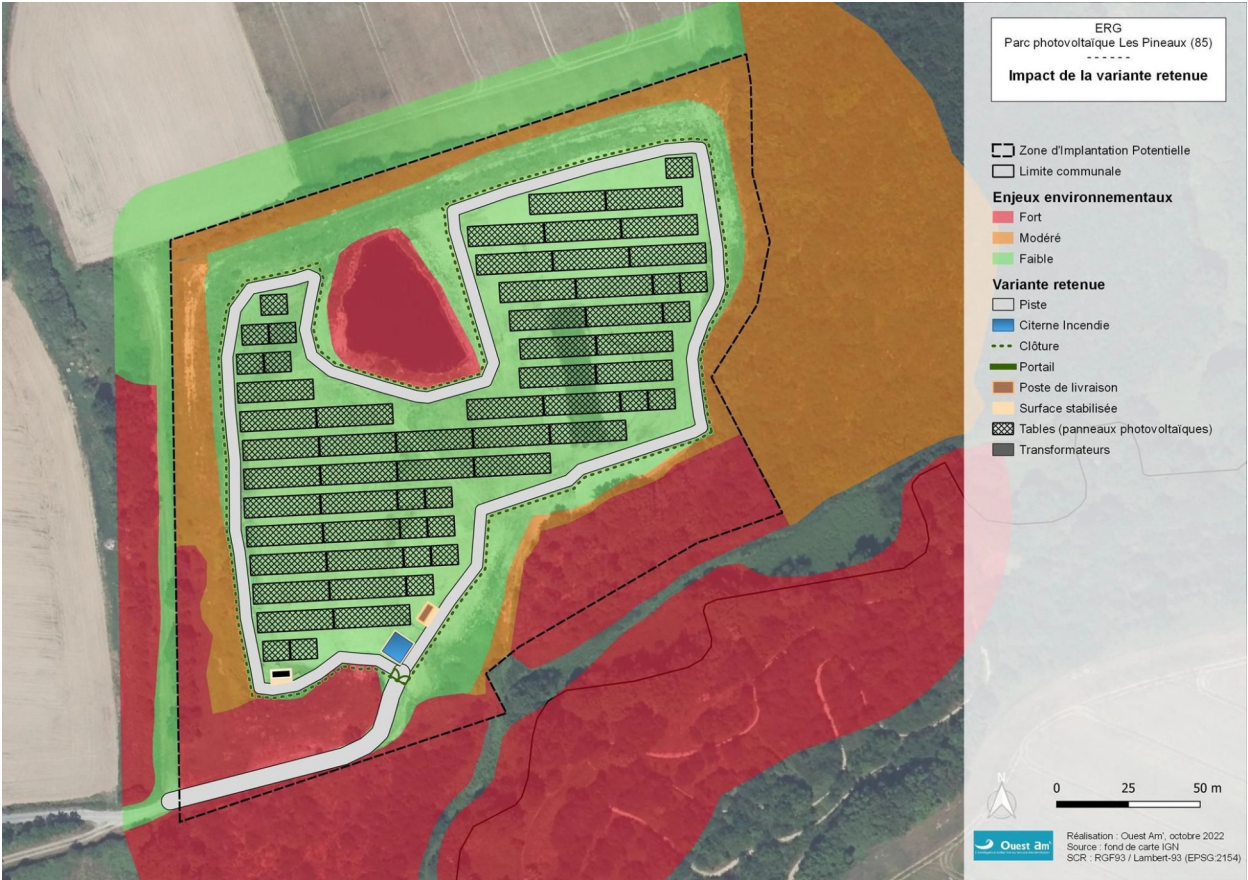 ERG
Parc photovoltaïque Les Pineaux (85)
------
Impact de la variante retenue
Zone d'Implantation Potentielle
Limite communale
Enjeux environnementaux
Fort
Modéré
Faible
Variante retenue
Piste
Citerne Incendie
Clôture
Portail
Poste de livraison
Surface stabilisée
Tables (panneaux photovoltaïques)
Transformateurs
N
0 25 50 m
Ouest Am'
Réalisation : Ouest Am', octobre 2022
Source : fond de carte IGN
SCR : RGF93 / Lambert-93 (EPSG:2154)